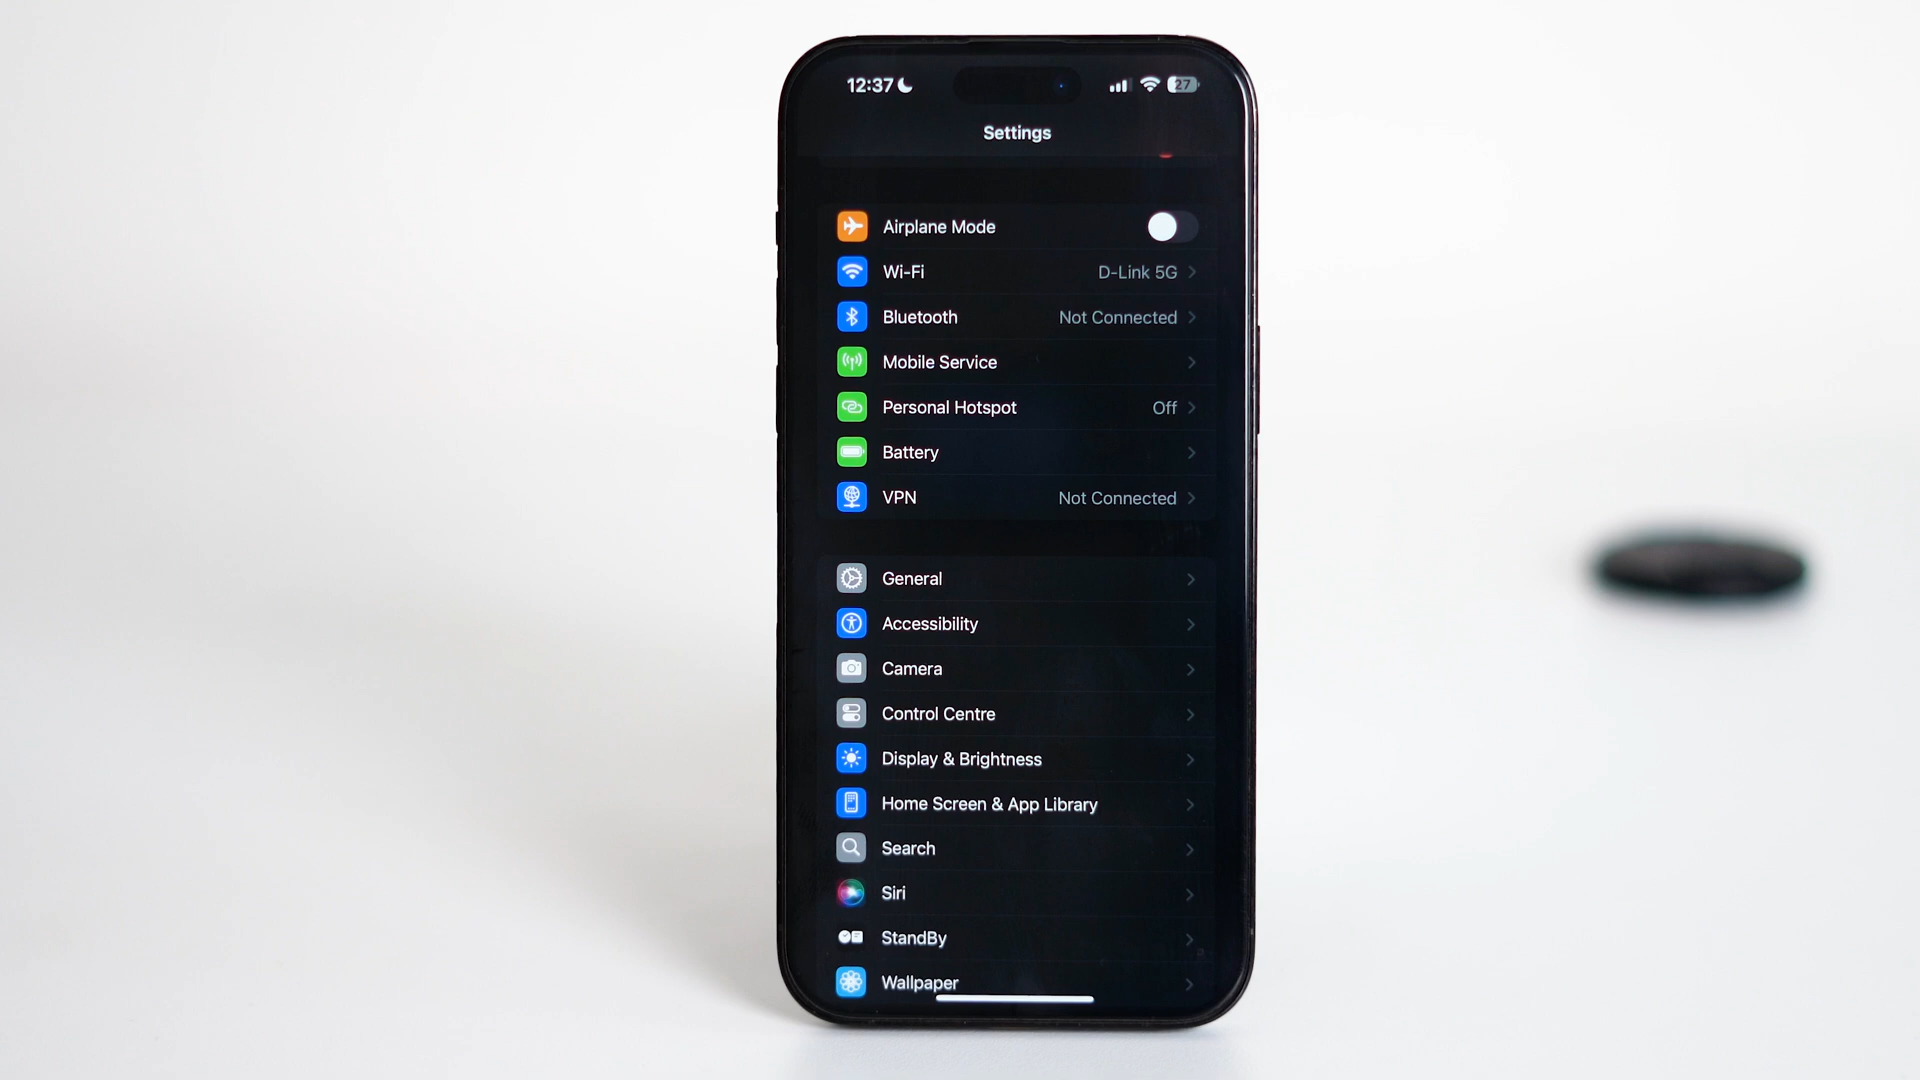 12:37 27
Settings
Airplane Mode
Wi-Fi D-Link 5G
Bluetooth Not Connected
Mobile Service
Personal Hotspot Off
Battery
VPN Not Connected
General
Accessibility
Camera
Control Centre
Display & Brightness
Home Screen & App Library
Search
Siri
StandBy
Wallpaper